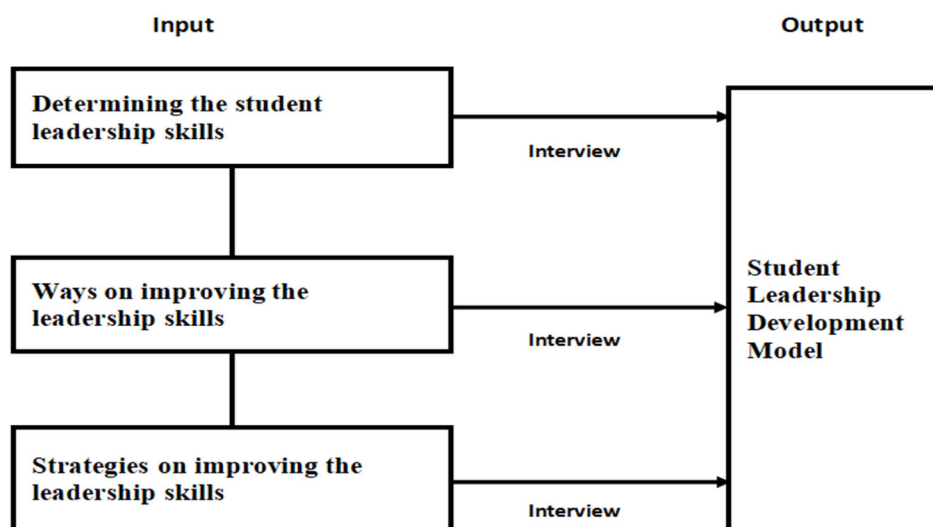 Input
Output
Determining the student
leadership skills
Interview
Ways on improving the
leadership skills
Interview
Student
Leadership
Development
Model
Strategies on improving the
leadership skills
Interview